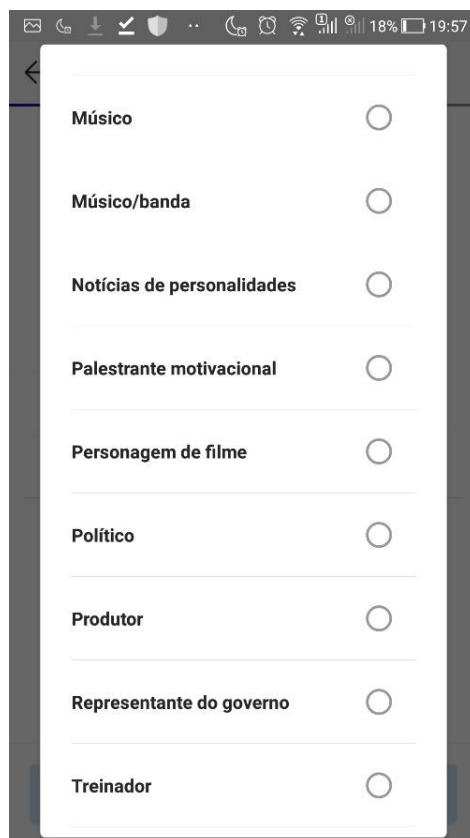 18% 19:57
Músico
Músico/banda
Notícias de personalidades
Palestrante motivacional
Personagem de filme
Político
Produtor
Representante do governo
Treinador